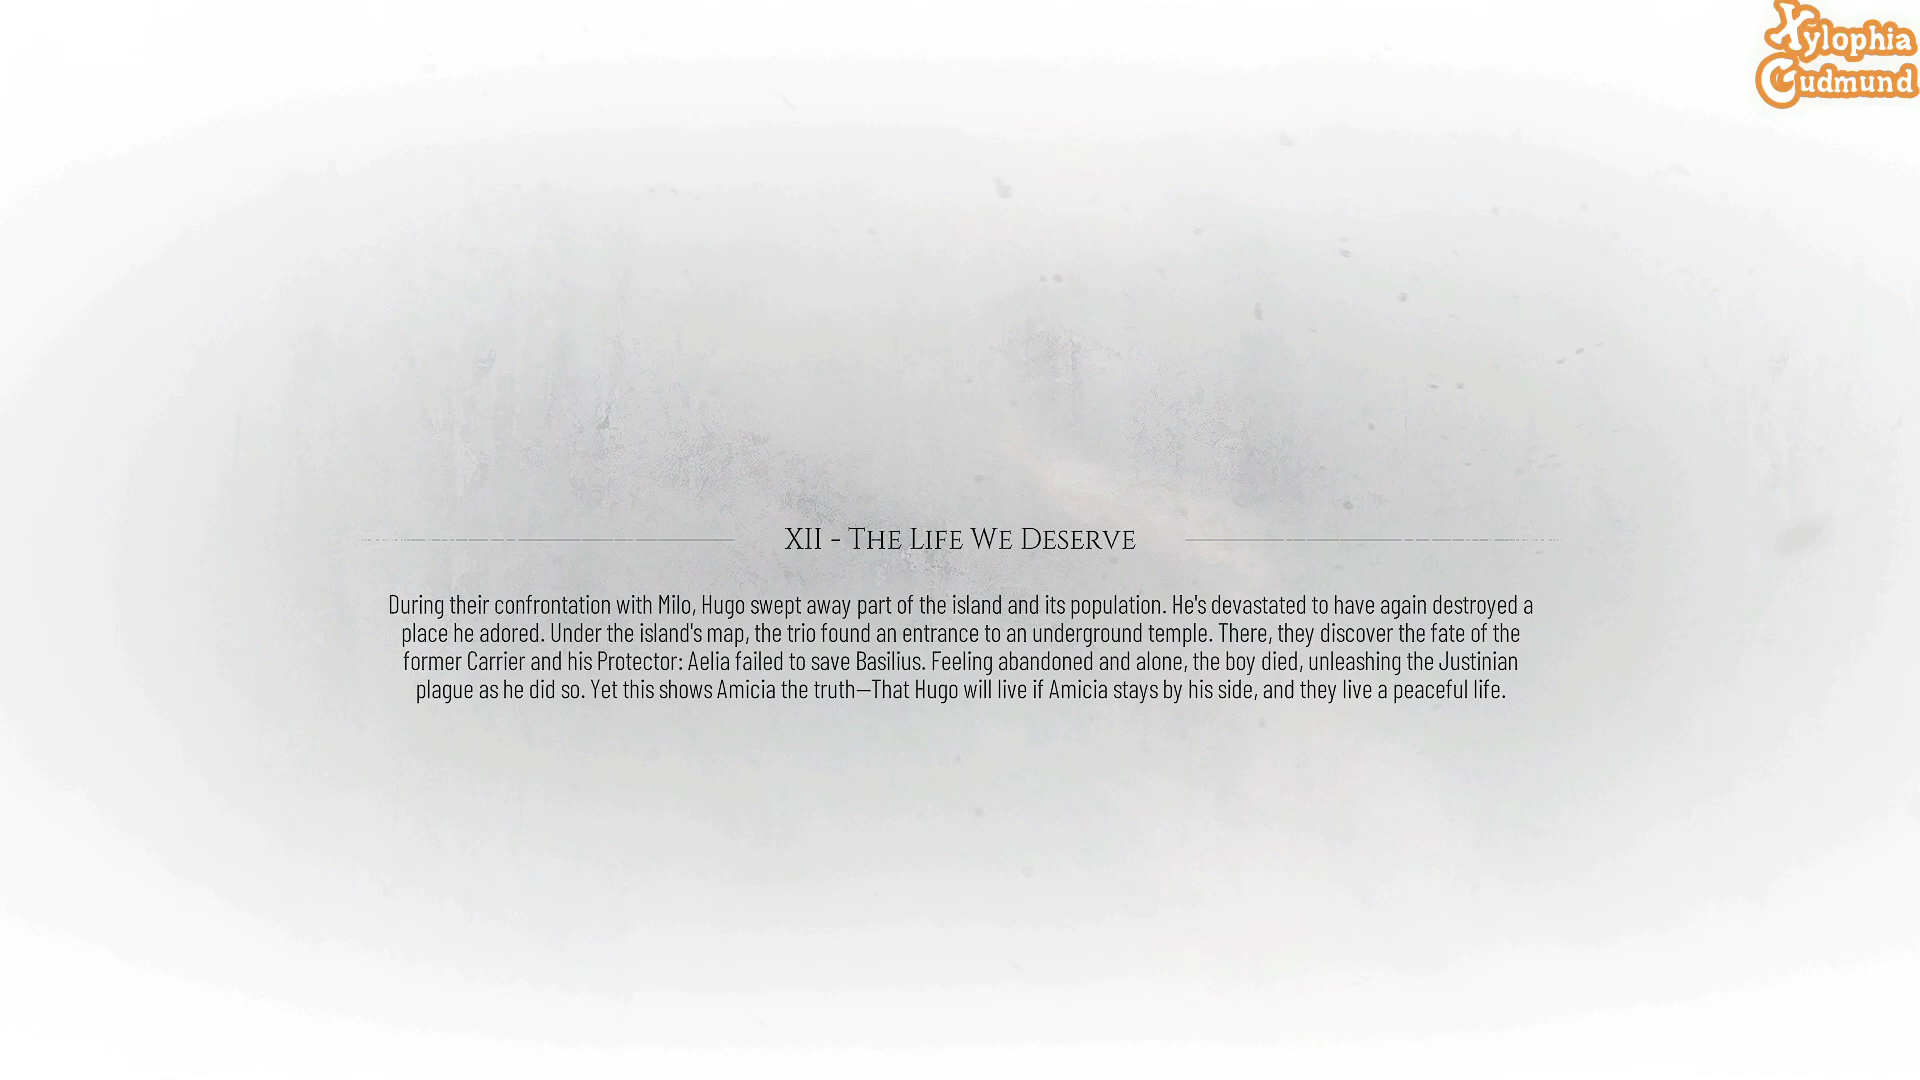 Xylophia
Gudmund
XII - The Life We Deserve
During their confrontation with Milo, Hugo swept away part of the island and its population. He's devastated to have again destroyed a
place he adored. Under the island's map, the trio found an entrance to an underground temple. There, they discover the fate of the
former Carrier and his Protector: Aelia failed to save Basilius. Feeling abandoned and alone, the boy died, unleashing the Justinian
plague as he did so. Yet this shows Amicia the truth—That Hugo will live if Amicia stays by his side, and they live a peaceful life.